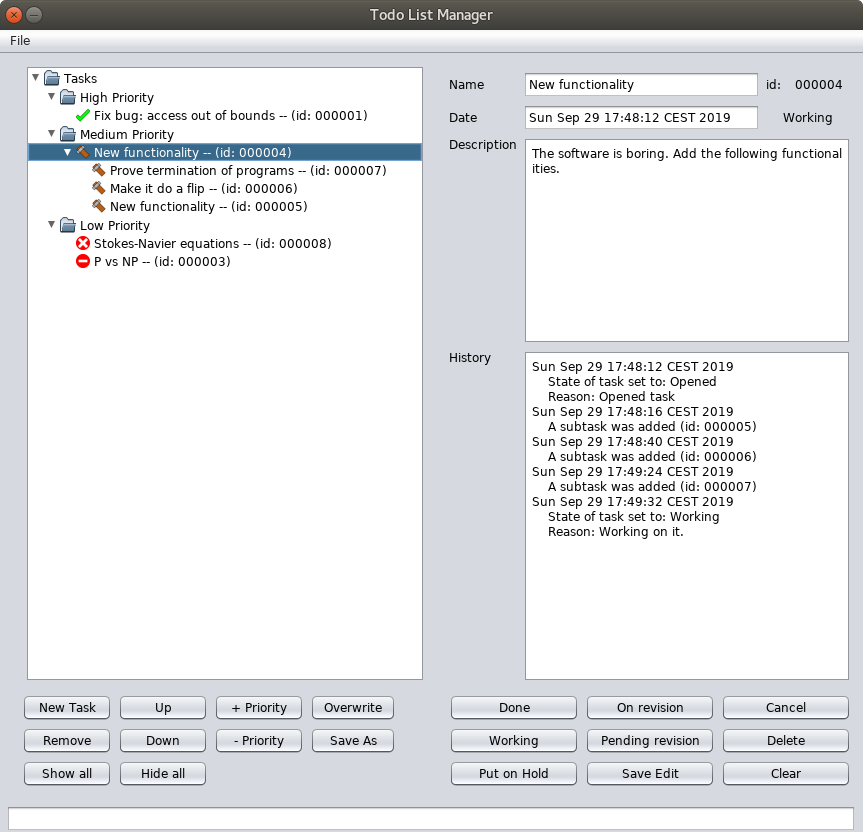 Todo List Manager
File
Tasks
High Priority
Fix bug: access out of bounds -- (id: 000001)
Medium Priority
New functionality -- (id: 000004)
Prove termination of programs -- (id: 000007)
Make it do a flip -- (id: 000006)
New functionality -- (id: 000005)
Low Priority
Stokes-Navier equations -- (id: 000008)
P vs NP -- (id: 000003)
Name New functionality id: 000004
Date Sun Sep 29 17:48:12 CEST 2019 Working
Description The software is boring. Add the following functional
ities.
History Sun Sep 29 17:48:12 CEST 2019
State of task set to: Opened
Reason: Opened task
Sun Sep 29 17:48:16 CEST 2019
A subtask was added (id: 000005)
Sun Sep 29 17:48:40 CEST 2019
A subtask was added (id: 000006)
Sun Sep 29 17:49:24 CEST 2019
A subtask was added (id: 000007)
Sun Sep 29 17:49:32 CEST 2019
State of task set to: Working
Reason: Working on it.
New Task Up + Priority Overwrite
Remove Down - Priority Save As
Show all Hide all
Done On revision Cancel
Working Pending revision Delete
Put on Hold Save Edit Clear